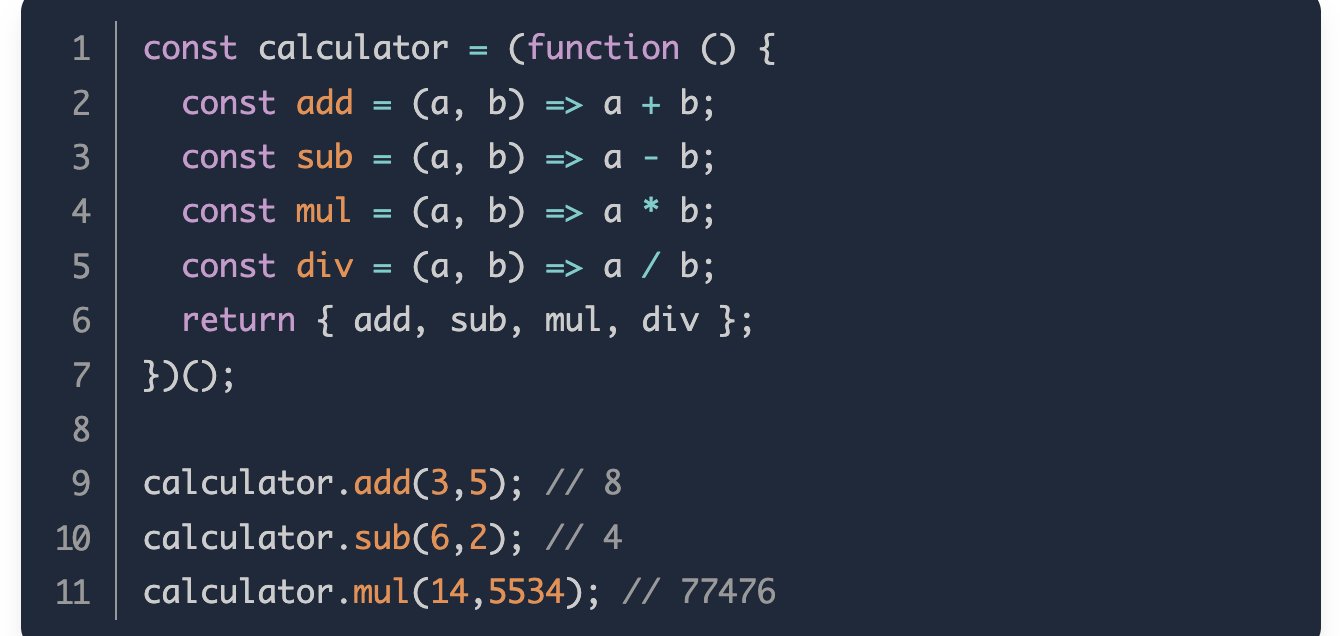 1 const calculator = (function () {
2   const add = (a, b) => a + b;
3   const sub = (a, b) => a - b;
4   const mul = (a, b) => a * b;
5   const div = (a, b) => a / b;
6   return { add, sub, mul, div };
7 })();
8
9 calculator.add(3,5); // 8
10 calculator.sub(6,2); // 4
11 calculator.mul(14,5534); // 77476